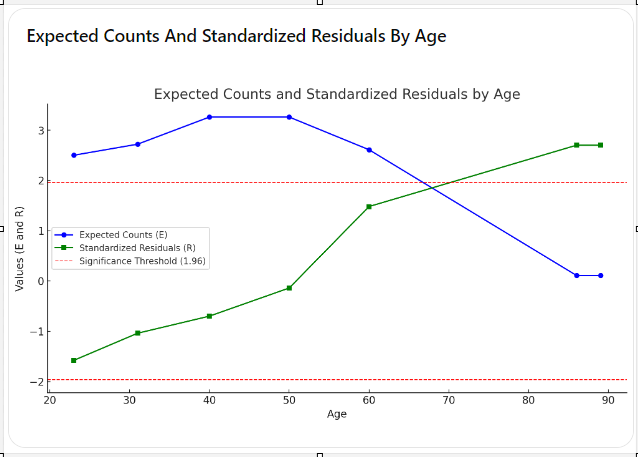 Expected Counts And Standardized Residuals By Age
Expected Counts and Standardized Residuals by Age
Values (E and R)
3
2
1
0
−1
−2
Expected Counts (E)
Standardized Residuals (R)
Significance Threshold (1.96)
20 30 40 50 60 70 80 90
Age